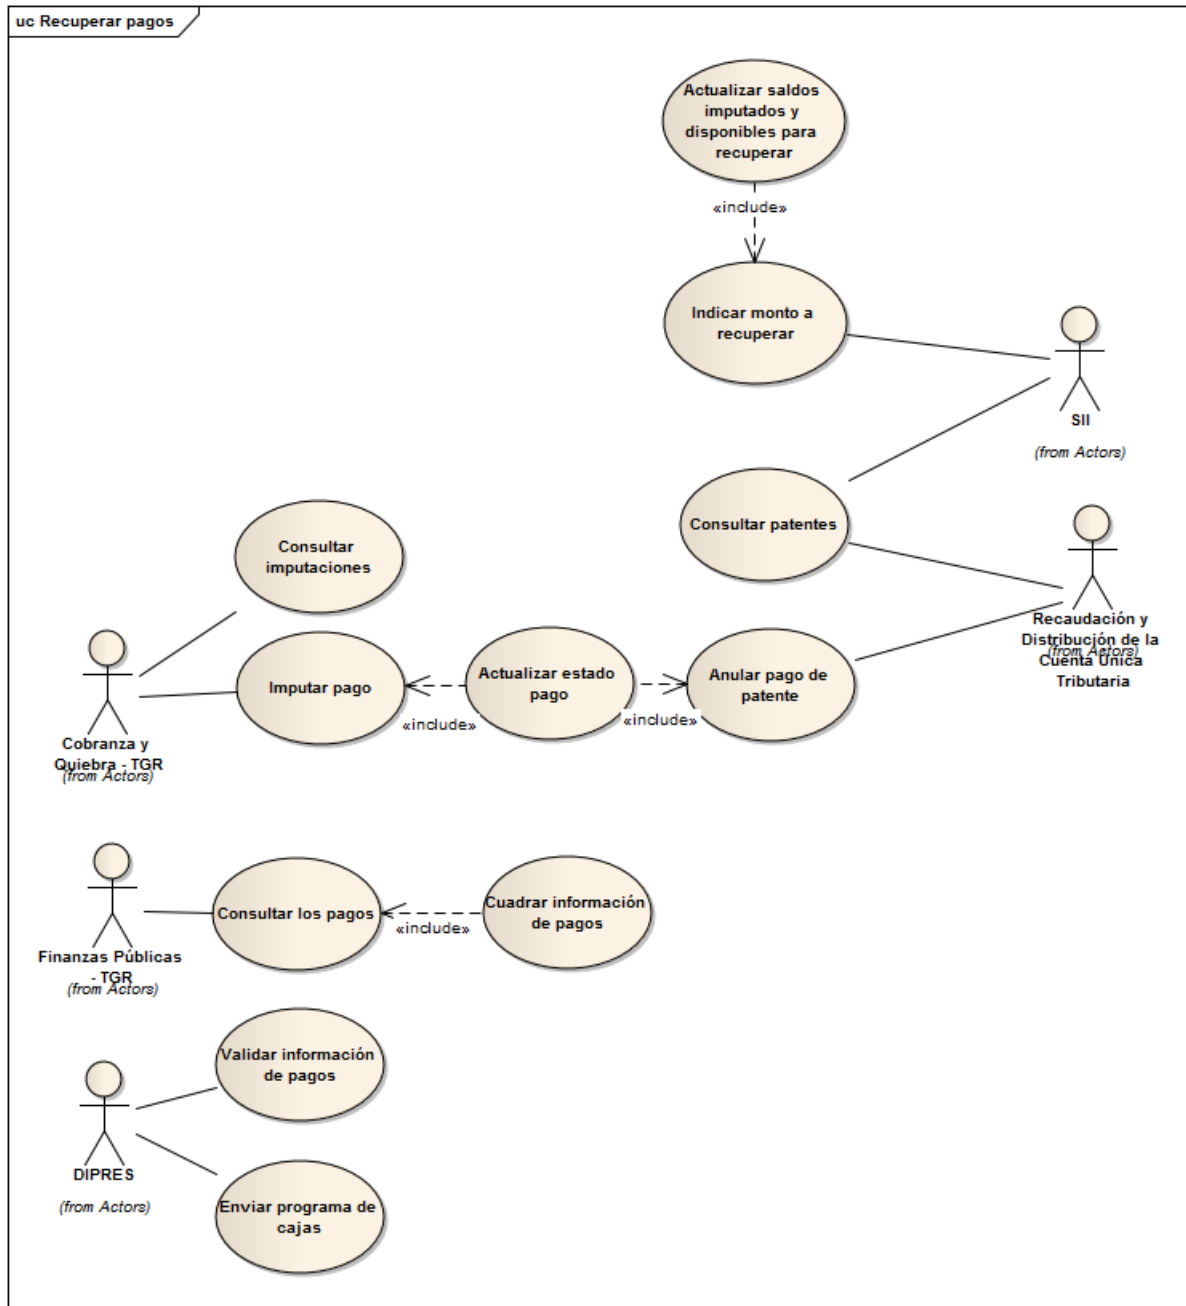 uc Recuperar pagos
Actualizar saldos
imputados y
disponibles para
recuperar
«include»
Indicar monto a
recuperar
SII
(from Actors)
Consultar patentes
Consultar
imputaciones
Recaudación y
Distribución de la
(from Actors)
Cuenta Unica
Tributaria
Imputar pago
Actualizar estado
pago
Anular pago de
patente
«include»
«include»
Cobranza y
Quiebra - TGR
(from Actors)
Consultar los pagos
Cuadrar información
de pagos
«include»
Finanzas Públicas
- TGR
(from Actors)
Validar información
de pagos
DIPRES
(from Actors)
Enviar programa de
cajas